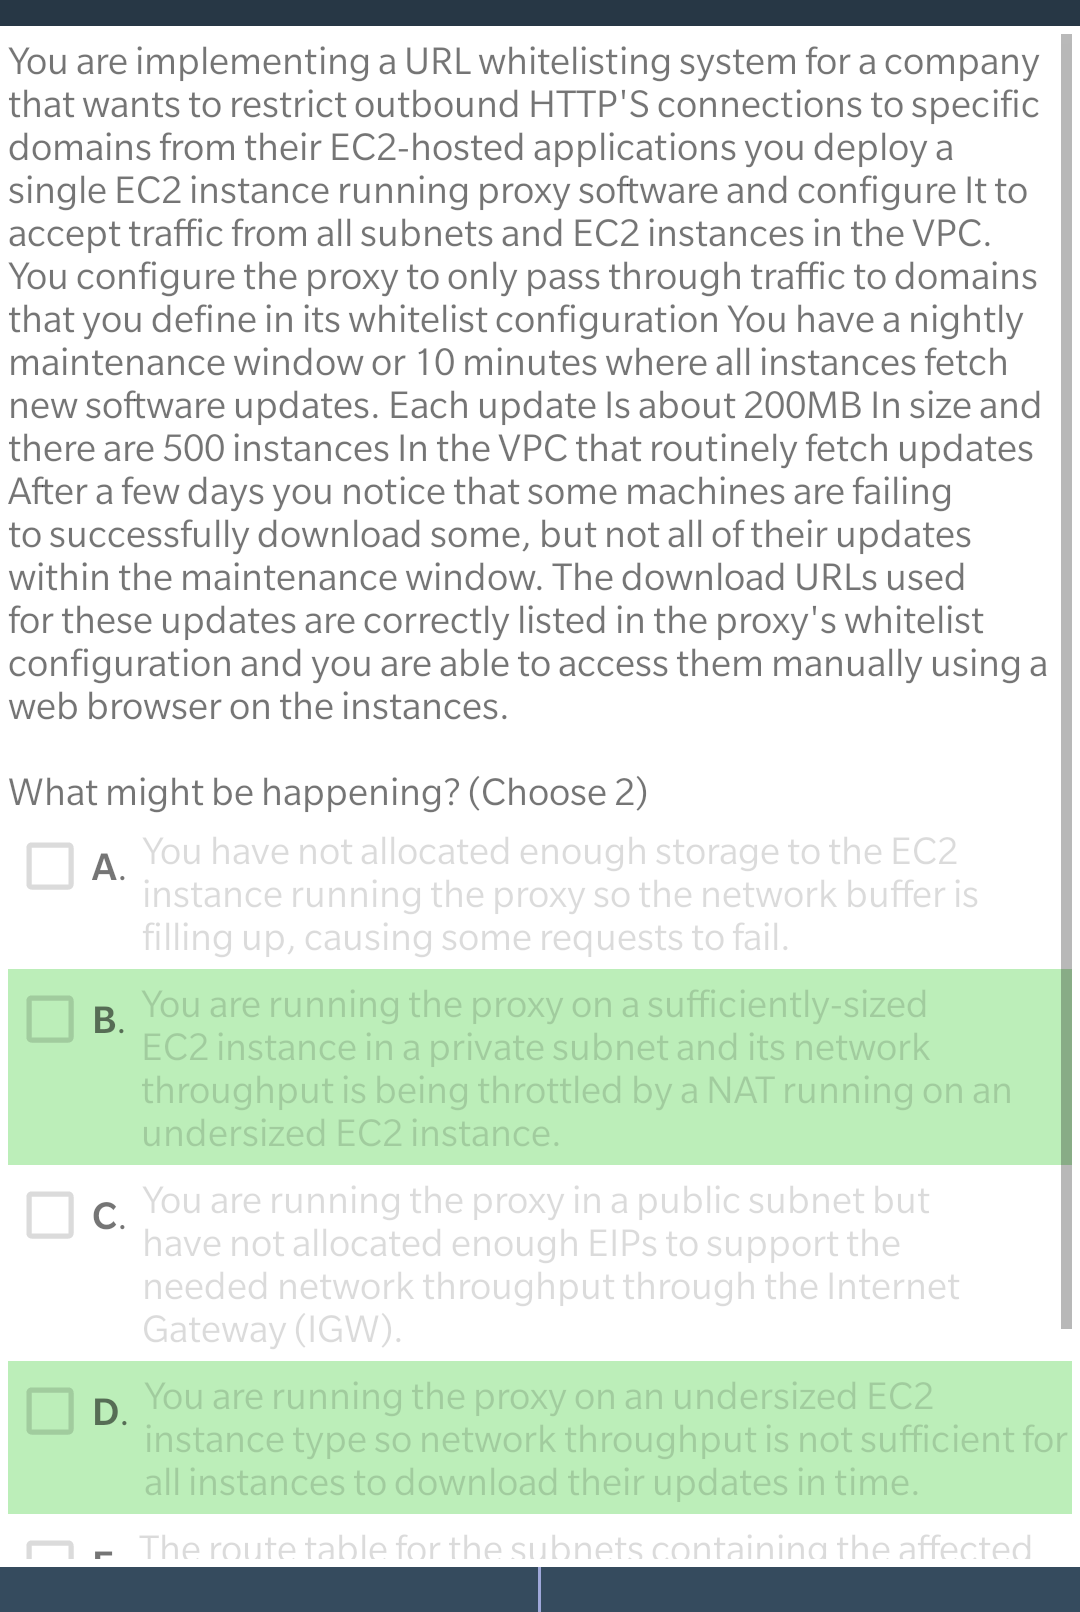 You are implementing a URL whitelisting system for a company
that wants to restrict outbound HTTP'S connections to specific
domains from their EC2-hosted applications you deploy a
single EC2 instance running proxy software and configure It to
accept traffic from all subnets and EC2 instances in the VPC.
You configure the proxy to only pass through traffic to domains
that you define in its whitelist configuration You have a nightly
maintenance window or 10 minutes where all instances fetch
new software updates. Each update Is about 200MB In size and
there are 500 instances In the VPC that routinely fetch updates
After a few days you notice that some machines are failing
to successfully download some, but not all of their updates
within the maintenance window. The download URLs used
for these updates are correctly listed in the proxy's whitelist
configuration and you are able to access them manually using a
web browser on the instances.
What might be happening? (Choose 2)
A. You have not allocated enough storage to the EC2
instance running the proxy so the network buffer is
filling up, causing some requests to fail.
B. You are running the proxy on a sufficiently-sized
EC2 instance in a private subnet and its network
throughput is being throttled by a NAT running on an
undersized EC2 instance.
C. You are running the proxy in a public subnet but
have not allocated enough EIPs to support the
needed network throughput through the Internet
Gateway (IGW).
D. You are running the proxy on an undersized EC2
instance type so network throughput is not sufficient for
all instances to download their updates in time.
The route table for the subnets containing the affected